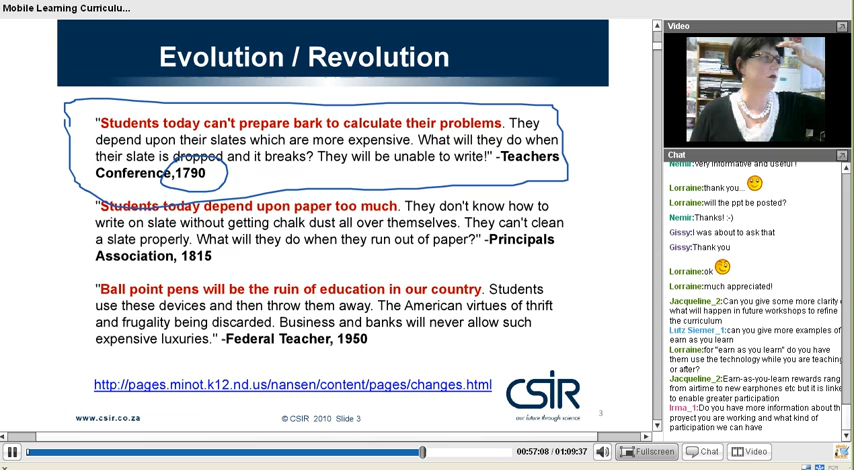 Mobile Learning Curriculu...
Evolution / Revolution
"Students today can't prepare bark to calculate their problems. They
depend upon their slates which are more expensive. What will they do when
their slate is dropped and it breaks? They will be unable to write!" -Teachers
Conference,1790
"Students today depend upon paper too much. They don't know how to
write on slate without getting chalk dust all over themselves. They can't clean
a slate properly. What will they do when they run out of paper?" -Principals
Association, 1815
"Ball point pens will be the ruin of education in our country. Students
use these devices and then throw them away. The American virtues of thrift
and frugality being discarded. Business and banks will never allow such
expensive luxuries." -Federal Teacher, 1950
http://pages.minot.k12.nd.us/nansen/content/pages/changes.html
CSIR
our future through science
www.csir.co.za
© CSIR 2010 Slide 3
3
Video
Chat
Nemir:very informative and useful !
Lorraine:thank you...
Lorraine:will the ppt be posted?
Nemir:Thanks! :-)
Gissy:I was about to ask that
Gissy:Thank you
Lorraine:ok
Lorraine:much appreciated!
Jacqueline_2:Can you give some more clarity
what will happen in future workshops to refine
the curriculum
Lutz Siemer_1:can you give more examples of
earn as you learn
Lorraine:for "earn as you learn" do you have
them use the technology while you are teaching
or after?
Jacqueline_2:Earn-as-you-learn rewards rang
from airtime to new earphones etc but it is linke
to enable greater participation
Irma_1:Do you have more information about th
project you are working and what kind of
participation we can have
00:57:08 / 01:09:37
Fullscreen
Chat
Video